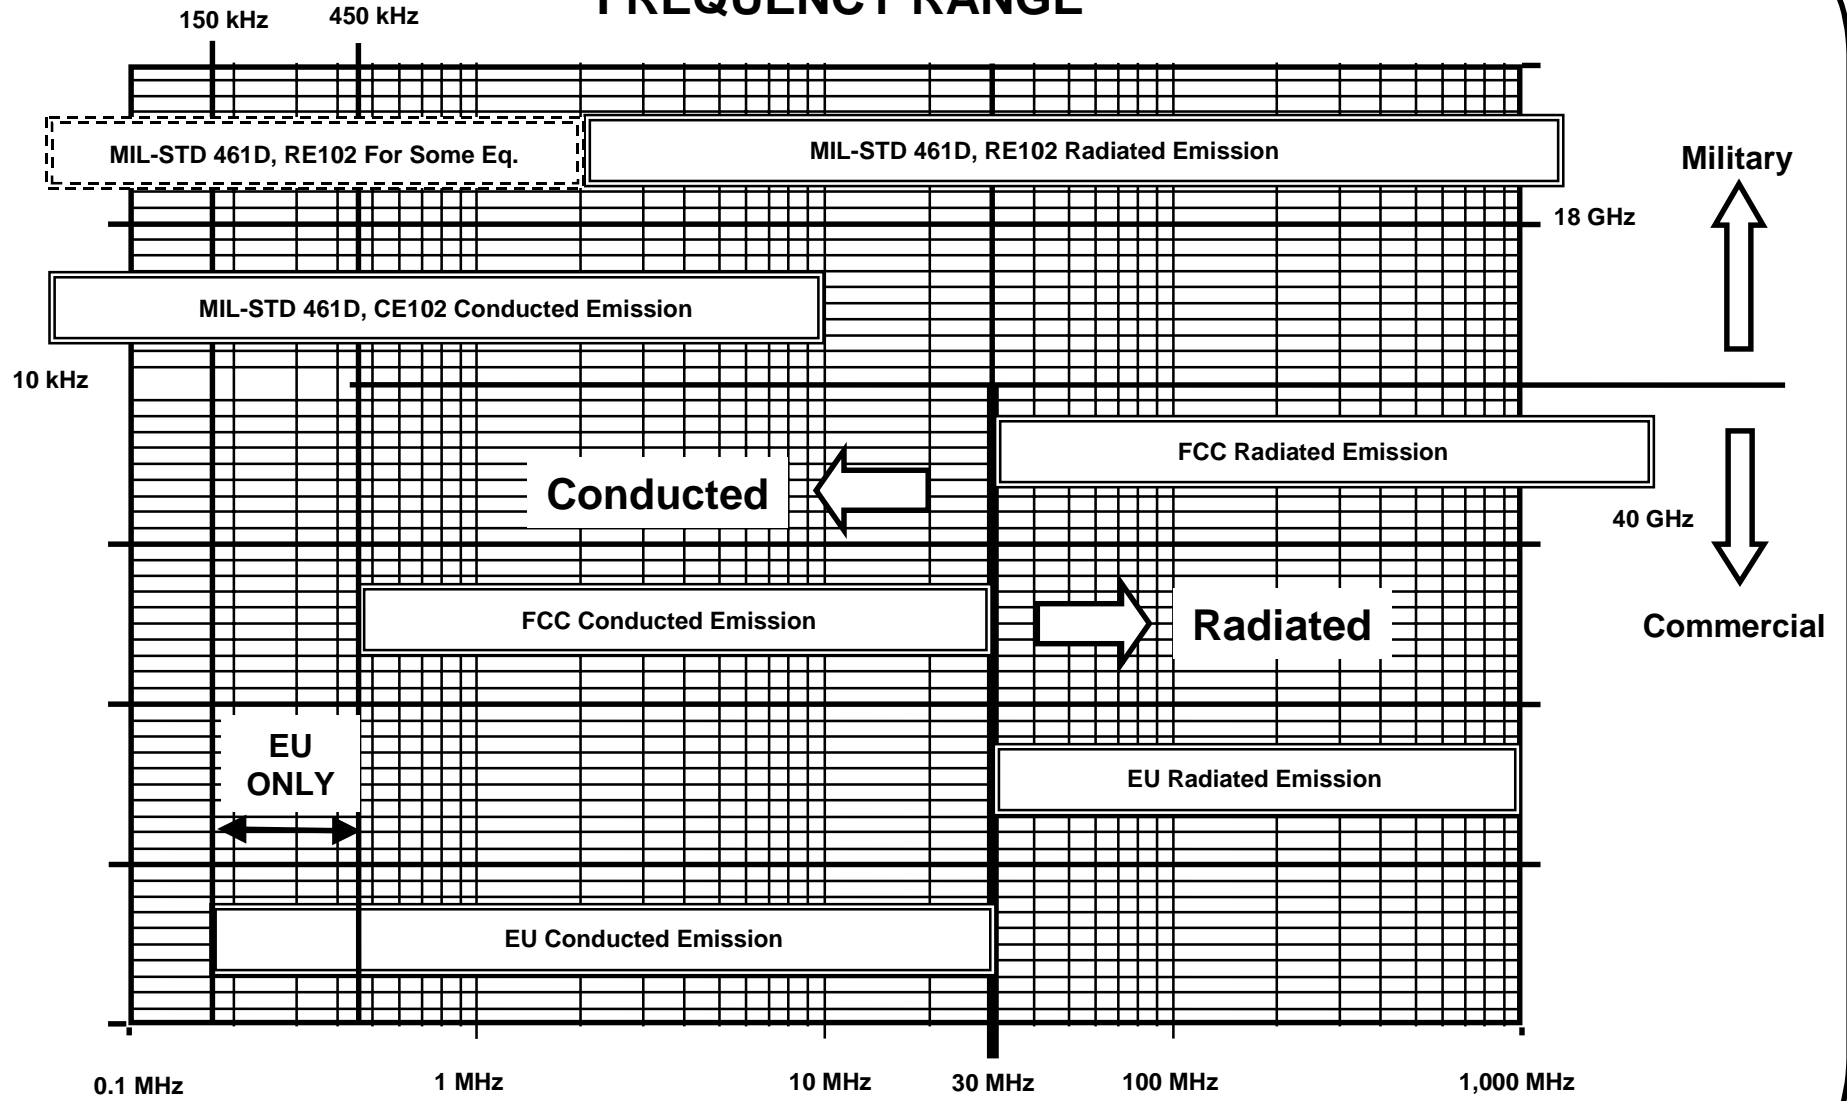 FREQUENCY RANGE
150 kHz
450 kHz
MIL-STD 461D, RE102 For Some Eq.
MIL-STD 461D, RE102 Radiated Emission
Military
18 GHz
MIL-STD 461D, CE102 Conducted Emission
10 kHz
FCC Radiated Emission
Conducted
40 GHz
FCC Conducted Emission
Radiated
Commercial
EU
ONLY
EU Radiated Emission
EU Conducted Emission
0.1 MHz
1 MHz
10 MHz
30 MHz
100 MHz
1,000 MHz